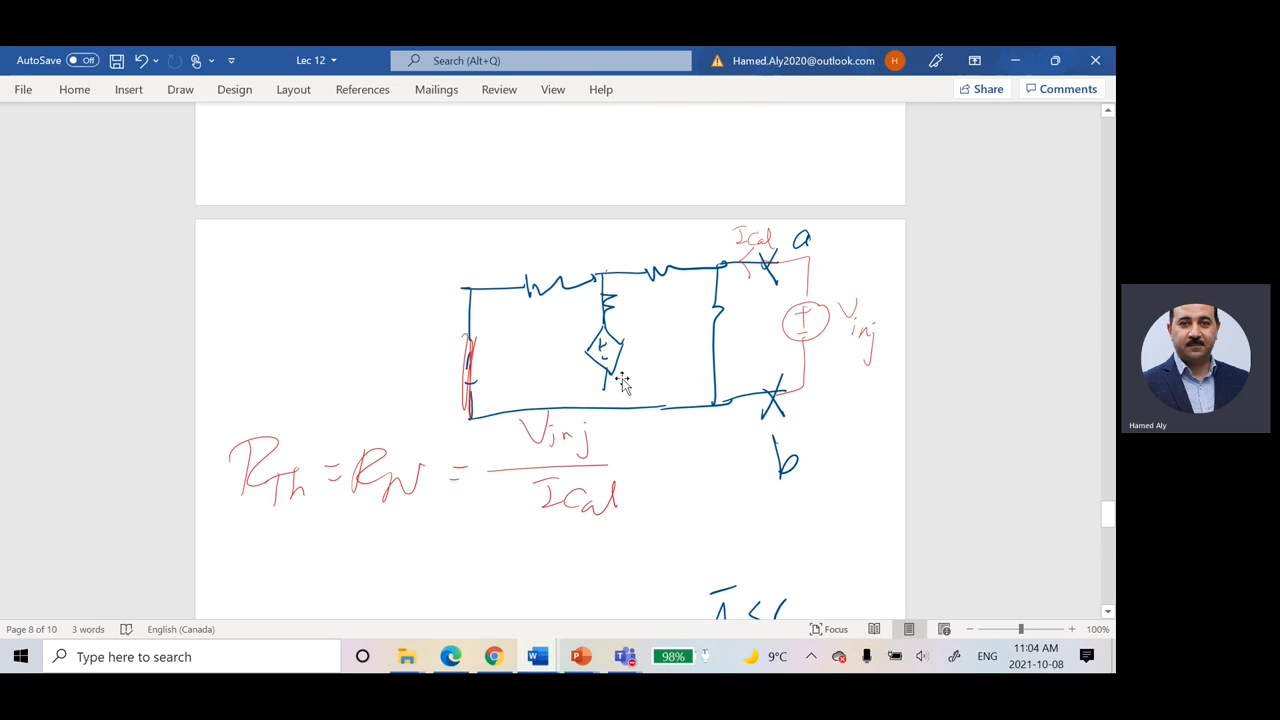 AutoSave Off
Lec 12
Search (Alt+Q)
Hamed.Aly2020@outlook.com
H
File Home Insert Draw Design Layout References Mailings Review View Help
Share Comments
ICal
a
+
-
Vinj
b
RTh = RN = Vinj
ICal
Hamed Aly
Page 8 of 10 3 words English (Canada)
Focus
100%
Type here to search
98%
9°C
ENG
11:04 AM
2021-10-08